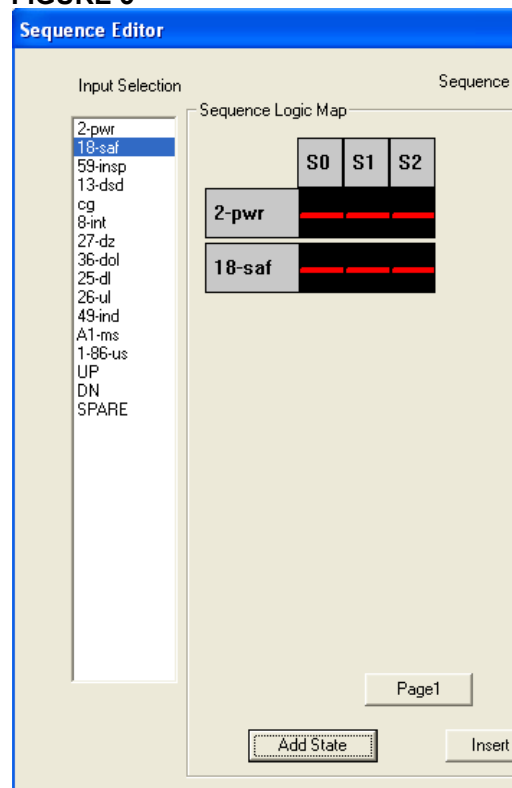 Sequence Editor
Input Selection
Sequence
Sequence Logic Map
2-pwr
18-saf
59-insp
13-dsd
cg
8-int
27-dz
36-dol
25-dl
26-ul
49-ind
A1-ms
1-86-us
UP
DN
SPARE
S0 S1 S2
2-pwr
18-saf
Page1
Add State
Insert